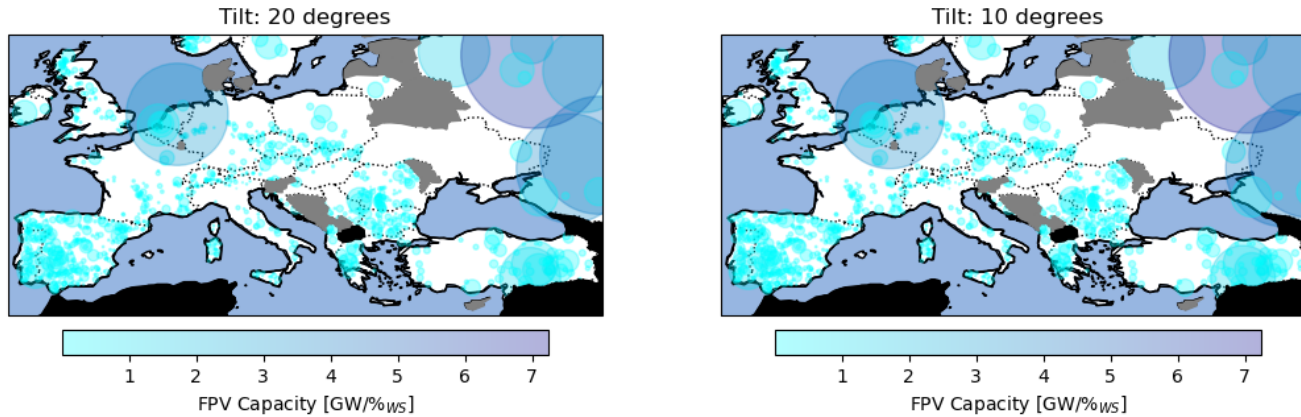 Tilt: 20 degrees
1 2 3 4 5 6 7
FPV Capacity [GW/%WS]
Tilt: 10 degrees
1 2 3 4 5 6 7
FPV Capacity [GW/%WS]